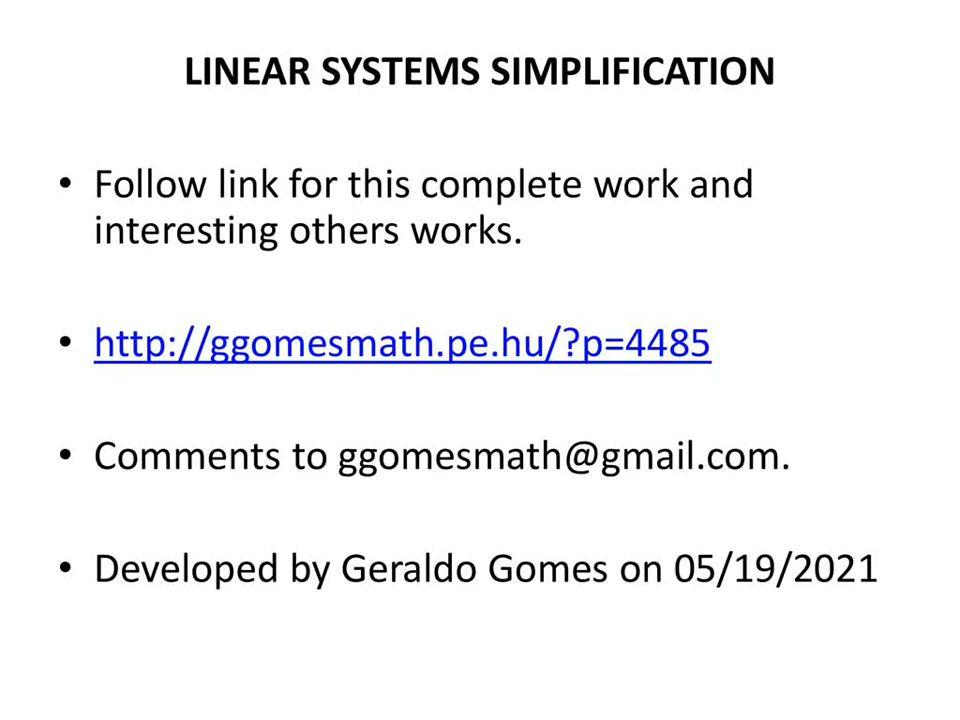 LINEAR SYSTEMS SIMPLIFICATION
• Follow link for this complete work and
interesting others works.
• http://ggomesmath.pe.hu/?p=4485
• Comments to ggomesmath@gmail.com.
• Developed by Geraldo Gomes on 05/19/2021